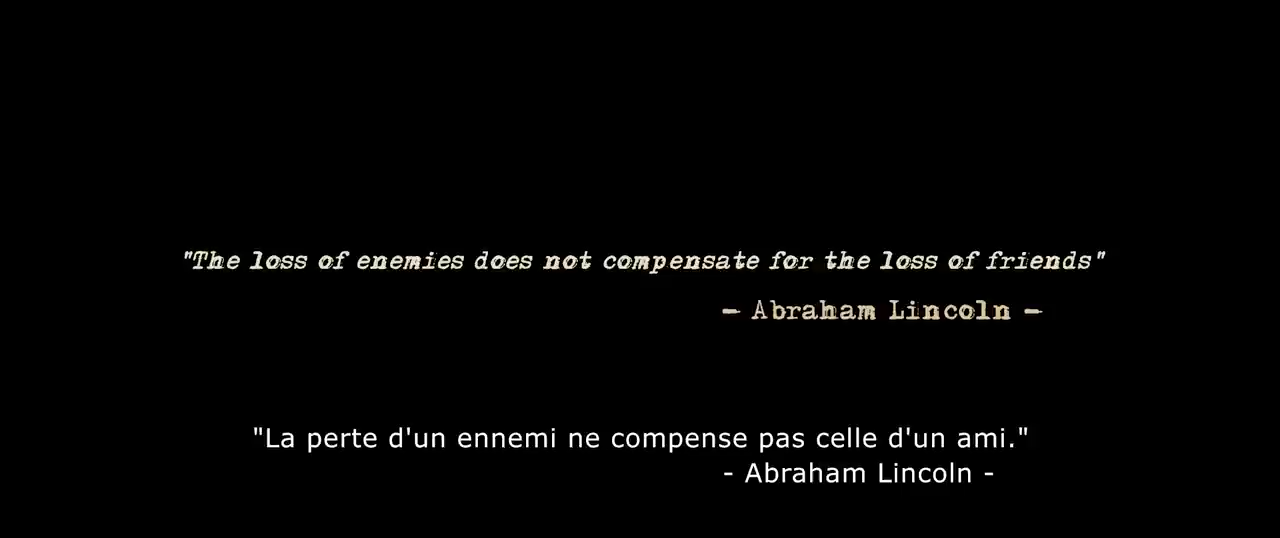 "The loss of enemies does not compensate for the loss of friends"
— Abraham Lincoln —
"La perte d'un ennemi ne compense pas celle d'un ami."
- Abraham Lincoln -